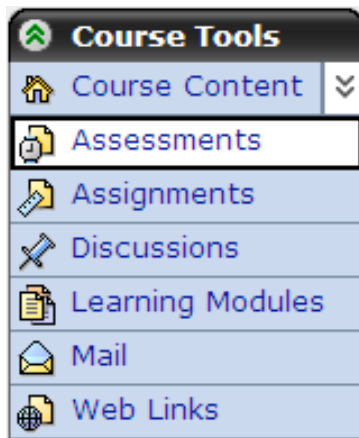 Course Tools
Course Content
Assessments
Assignments
Discussions
Learning Modules
Mail
Web Links